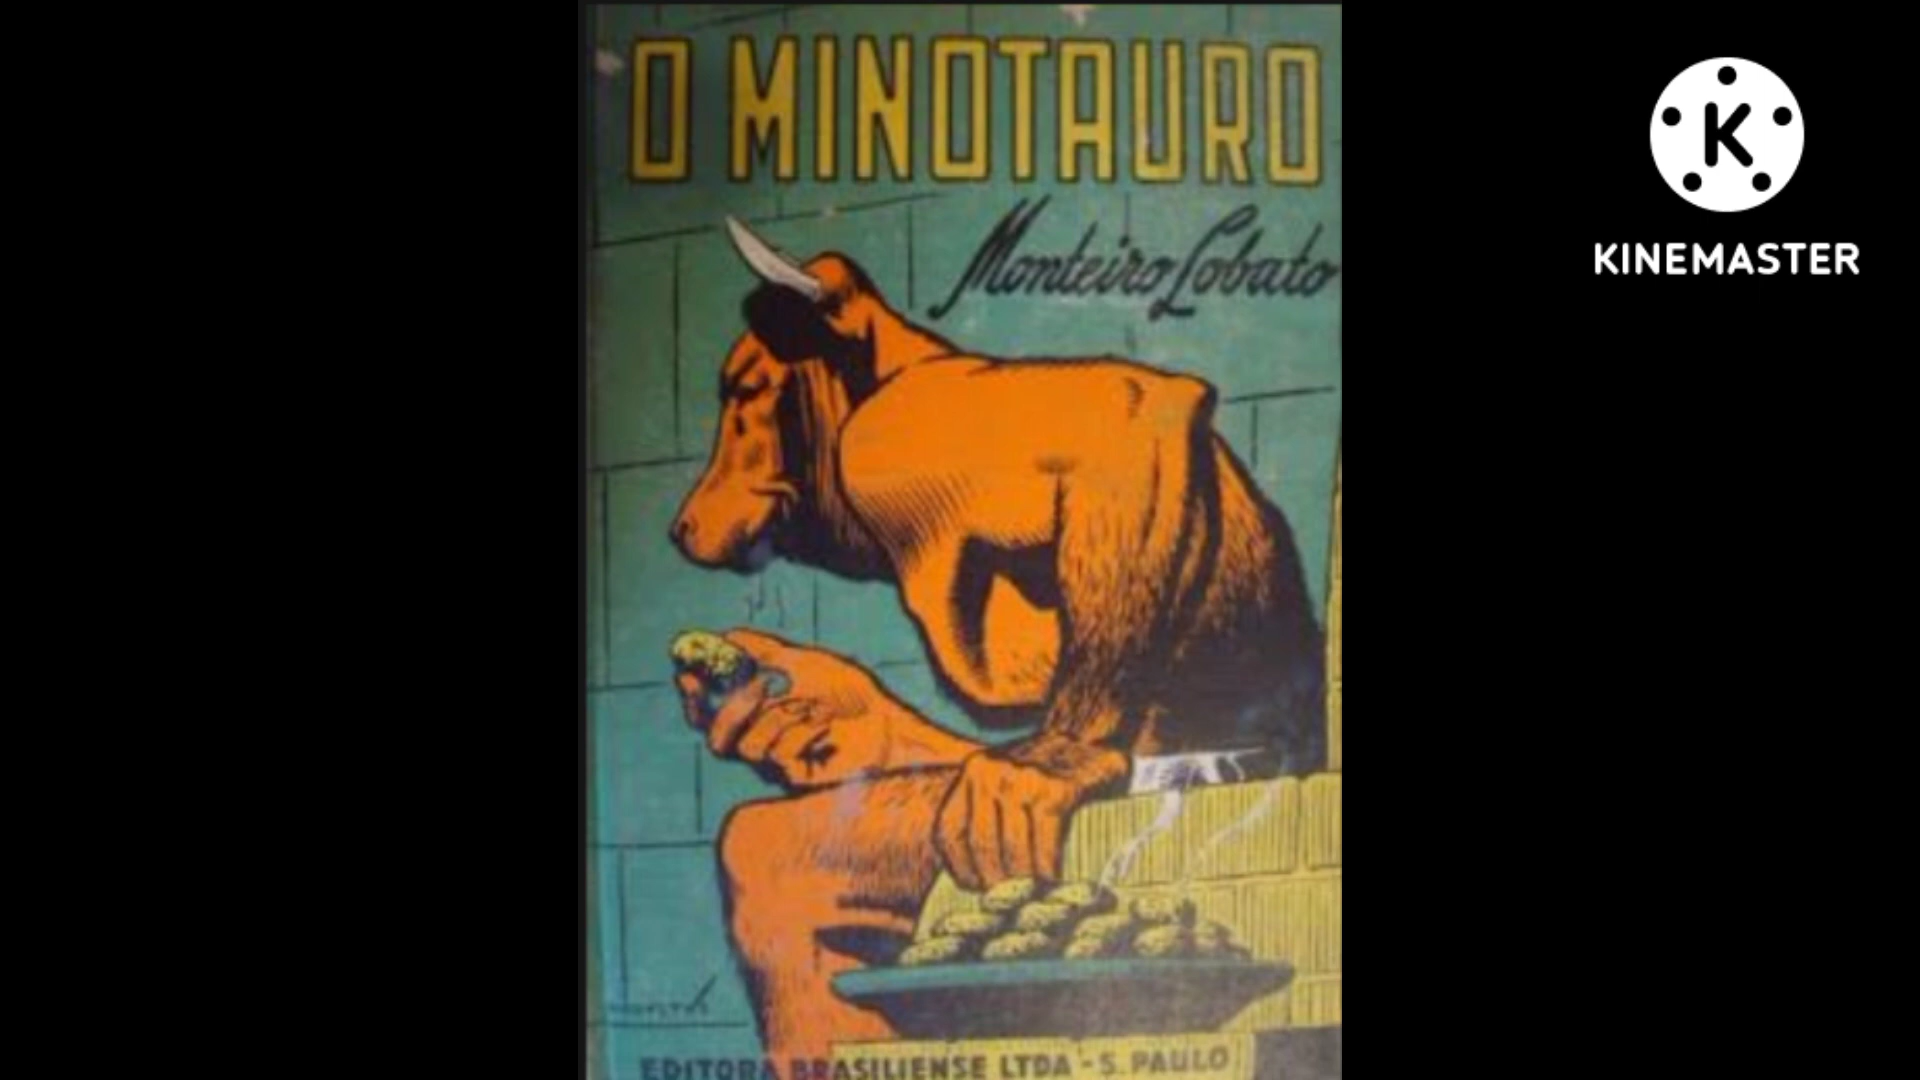 O MINOTAURO
Monteiro Lobato
KINEMASTER
EDITORA BRASILIENSE LTDA - S. PAULO